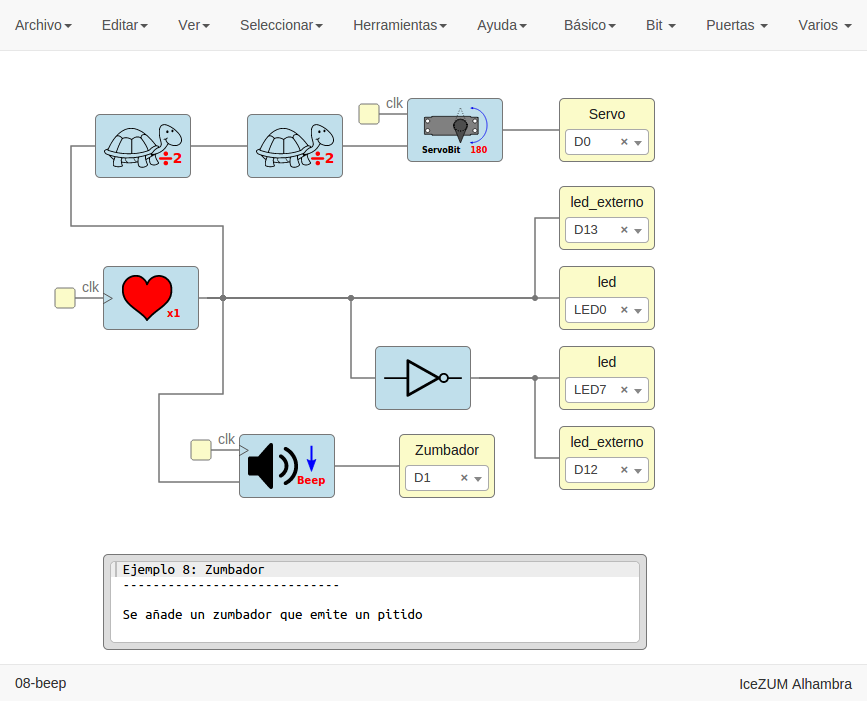 Archivo Editar Ver Seleccionar Herramientas Ayuda Básico Bit Puertas Varios
clk
Servo
D0 ×
÷2
÷2
ServoBit 180
led_externo
D13 ×
clk
x1
led
LED0 ×
led
LED7 ×
clk
Beep
Zumbador
D1 ×
led_externo
D12 ×
Ejemplo 8: Zumbador
-----------------------------
Se añade un zumbador que emite un pitido
08-beep
IceZUM Alhambra